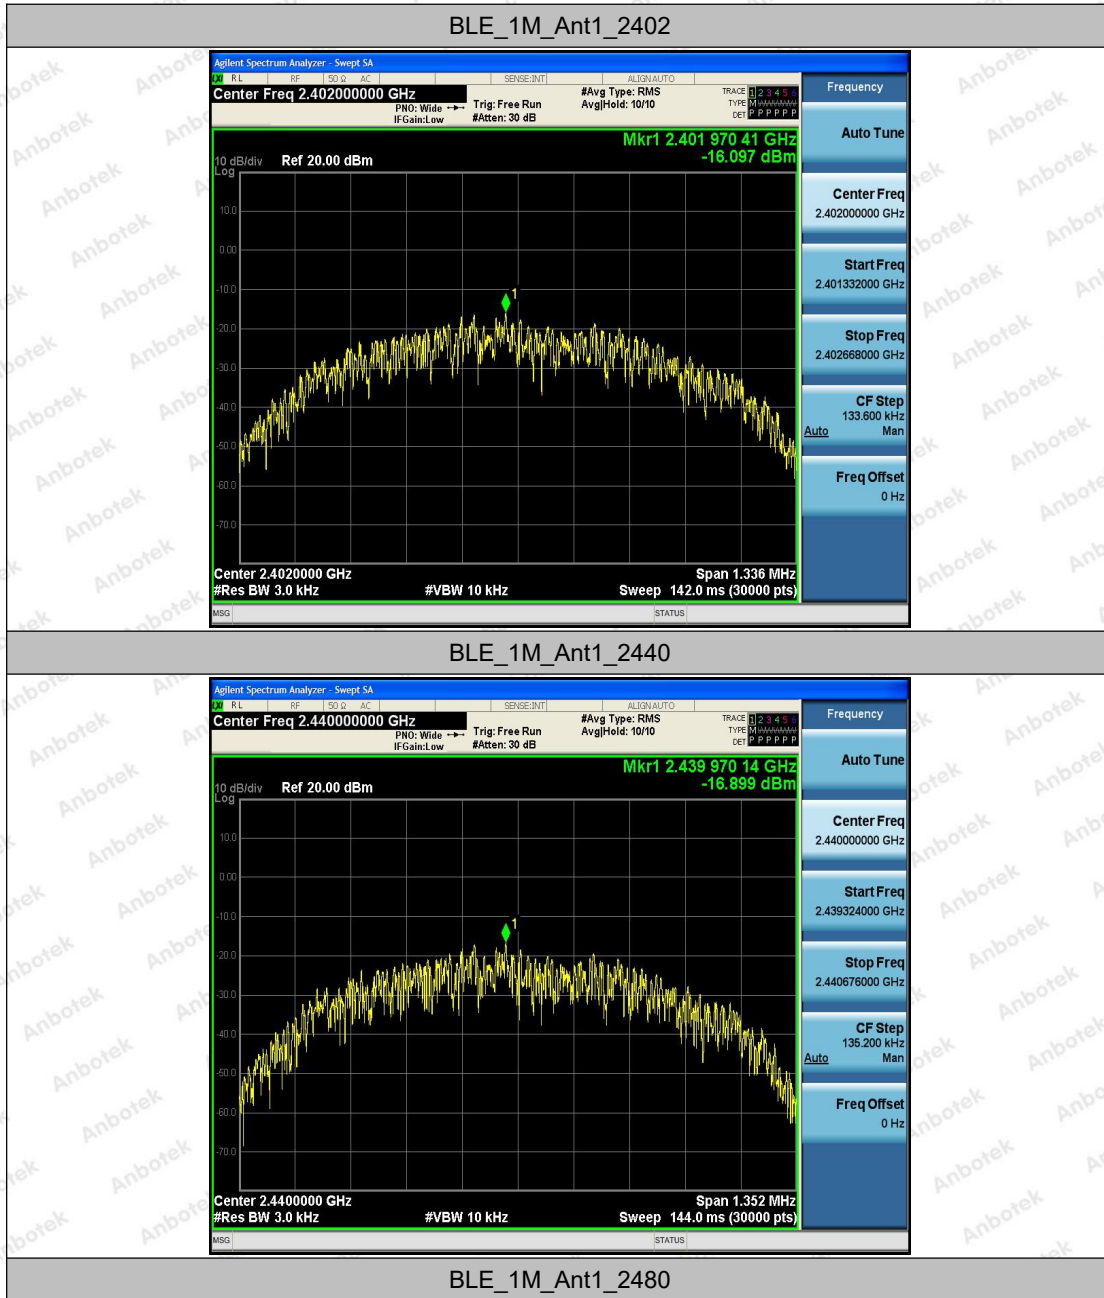 BLE_1M_Ant1_2402
Agilent Spectrum Analyzer - Swept SA
RL RF 50 Ω AC SENSE:INT ALIGN AUTO
Center Freq 2.402000000 GHz
PNO: Wide
IFGain:Low
Trig: Free Run
#Atten: 30 dB
#Avg Type: RMS
Avg|Hold: 10/10
TRACE 1 2 3 4 5 6
TYPE M WWWWW
DET P P P P P P
Mkr1 2.401 970 41 GHz
-16.097 dBm
10 dB/div Ref 20.00 dBm
Log
10.0
0.00
-10.0
-20.0
-30.0
-40.0
-50.0
-60.0
-70.0
1
Center 2.4020000 GHz Span 1.336 MHz
#Res BW 3.0 kHz #VBW 10 kHz Sweep 142.0 ms (30000 pts)
MSG STATUS
Frequency
Auto Tune
Center Freq
2.402000000 GHz
Start Freq
2.401332000 GHz
Stop Freq
2.402668000 GHz
CF Step
133.600 kHz
Auto Man
Freq Offset
0 Hz
BLE_1M_Ant1_2440
Agilent Spectrum Analyzer - Swept SA
RL RF 50 Ω AC SENSE:INT ALIGN AUTO
Center Freq 2.440000000 GHz
PNO: Wide
IFGain:Low
Trig: Free Run
#Atten: 30 dB
#Avg Type: RMS
Avg|Hold: 10/10
TRACE 1 2 3 4 5 6
TYPE M WWWWW
DET P P P P P P
Mkr1 2.439 970 14 GHz
-16.899 dBm
10 dB/div Ref 20.00 dBm
Log
10.0
0.00
-10.0
-20.0
-30.0
-40.0
-50.0
-60.0
-70.0
1
Center 2.4400000 GHz Span 1.352 MHz
#Res BW 3.0 kHz #VBW 10 kHz Sweep 144.0 ms (30000 pts)
MSG STATUS
Frequency
Auto Tune
Center Freq
2.440000000 GHz
Start Freq
2.439324000 GHz
Stop Freq
2.440676000 GHz
CF Step
135.200 kHz
Auto Man
Freq Offset
0 Hz
BLE_1M_Ant1_2480
Anbotek